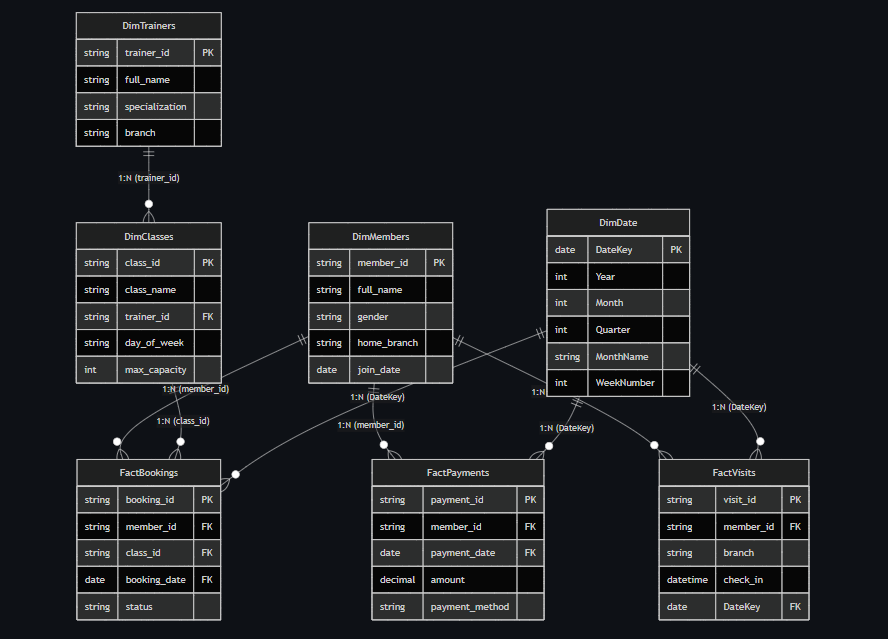 DimTrainers
string trainer_id PK
string full_name
string specialization
string branch
1:N (trainer_id)
DimClasses
string class_id PK
string class_name
string trainer_id FK
string day_of_week
int max_capacity
DimMembers
string member_id PK
string full_name
string gender
string home_branch
date join_date
DimDate
date DateKey PK
int Year
int Month
int Quarter
string MonthName
int WeekNumber
1:N (member_id)
1:N (class_id)
1:N (DateKey)
1:N (member_id)
1:N
1:N (DateKey)
1:N (DateKey)
FactBookings
string booking_id PK
string member_id FK
string class_id FK
date booking_date FK
string status
FactPayments
string payment_id PK
string member_id FK
date payment_date FK
decimal amount
string payment_method
FactVisits
string visit_id PK
string member_id FK
string branch
datetime check_in
date DateKey FK